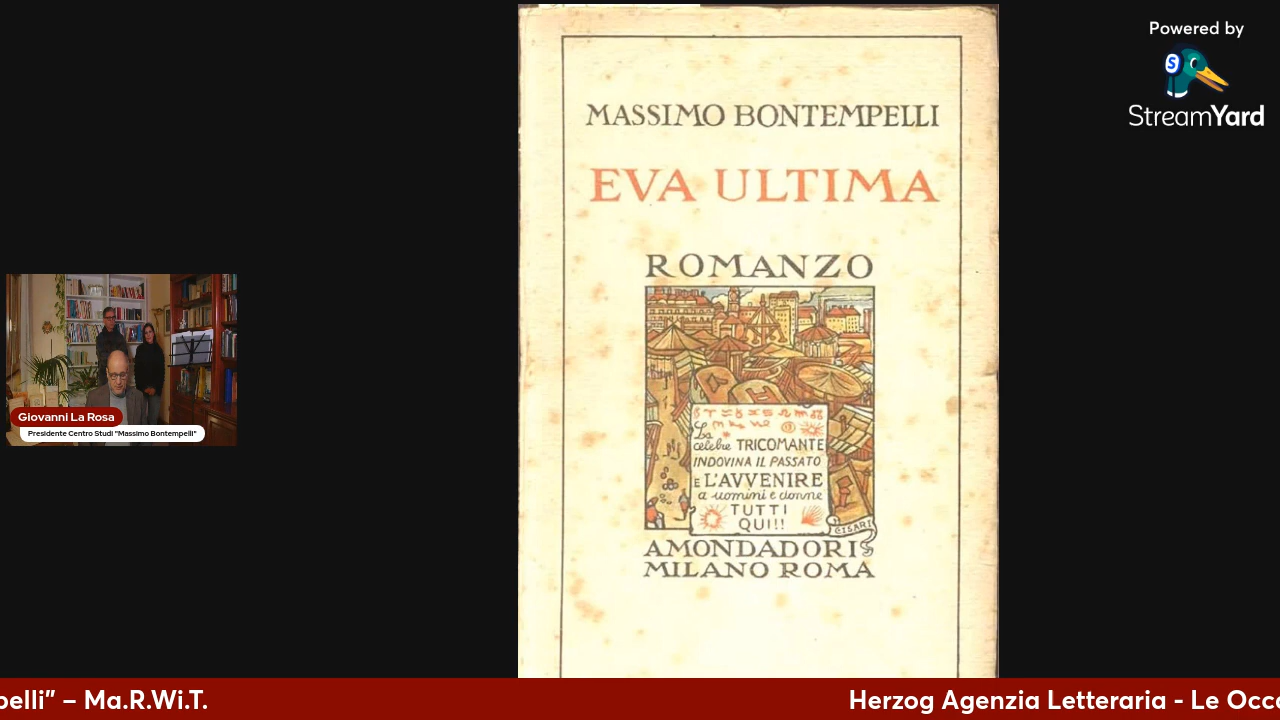 Powered by
S
StreamYard
MASSIMO BONTEMPELLI
EVA ULTIMA
ROMANZO
La
celebre TRICOMANTE
INDOVINA IL PASSATO
E L'AVVENIRE
a uomini e donne
TUTTI
QUI!!
CISARI
A MONDADORI
MILANO ROMA
Giovanni La Rosa
Presidente Centro Studi "Massimo Bontempelli"
pelli” – Ma.R.Wi.T.
Herzog Agenzia Letteraria - Le Occa